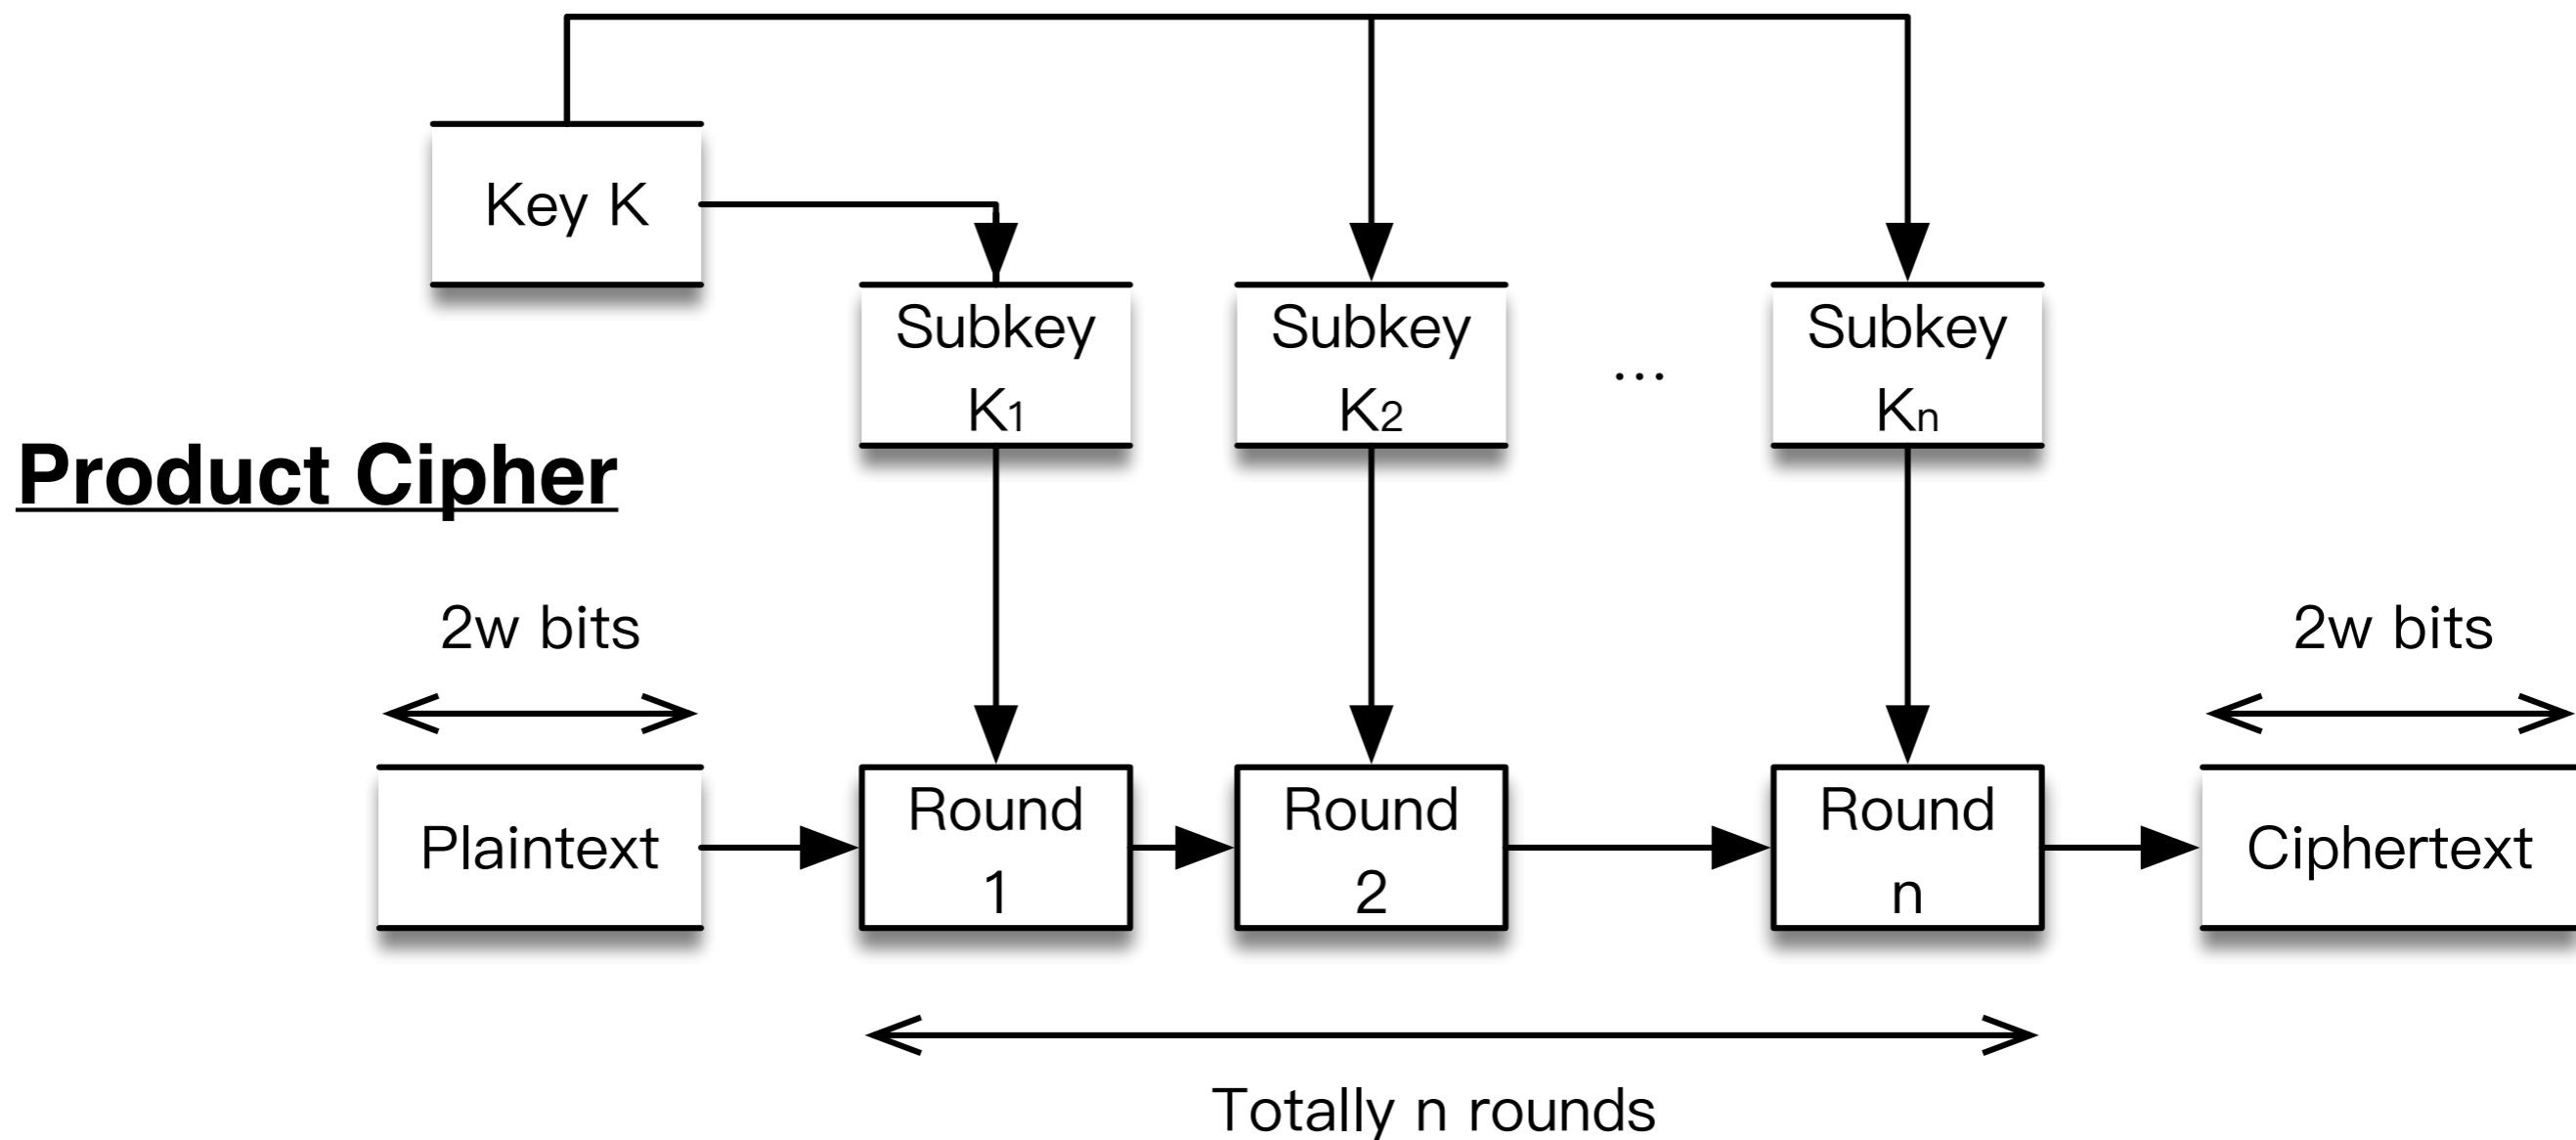 Key K
Subkey
K1
Subkey
K2
...
Subkey
Kn
Product Cipher
2w bits
2w bits
Plaintext
Round
1
Round
2
Round
n
Ciphertext
Totally n rounds